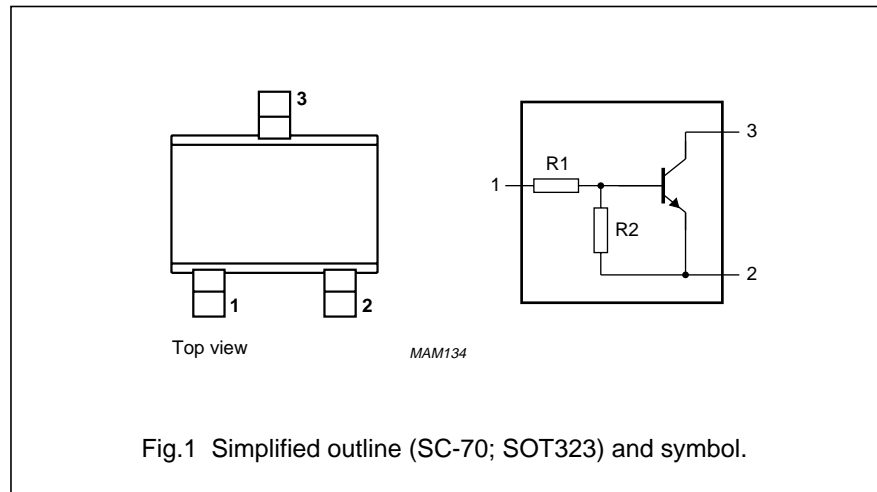 3
1
2
Top view
MAM134
1
R1
R2
3
2
Fig.1 Simplified outline (SC-70; SOT323) and symbol.